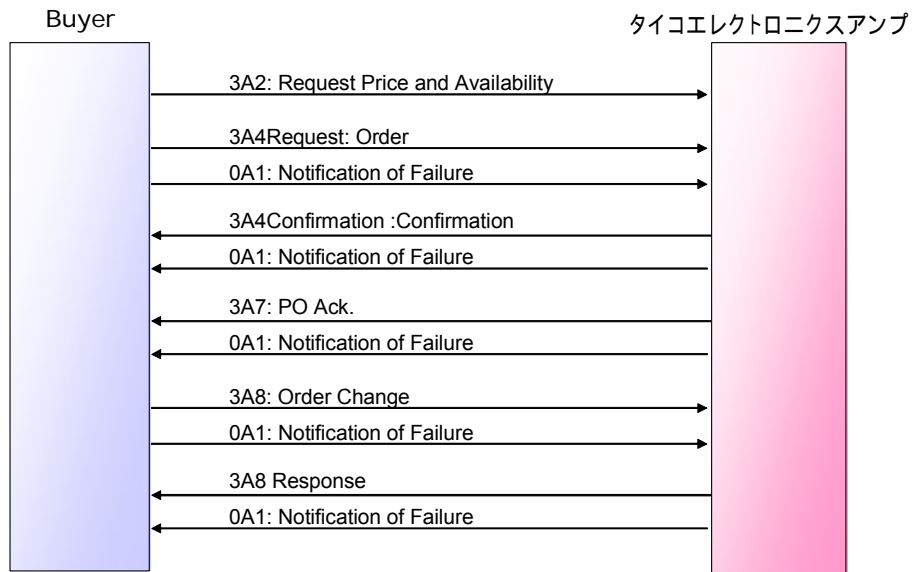 Buyer
タイコエレクトロニクスアンプ
3A2: Request Price and Availability
3A4Request: Order
0A1: Notification of Failure
3A4Confirmation :Confirmation
0A1: Notification of Failure
3A7: PO Ack.
0A1: Notification of Failure
3A8: Order Change
0A1: Notification of Failure
3A8 Response
0A1: Notification of Failure